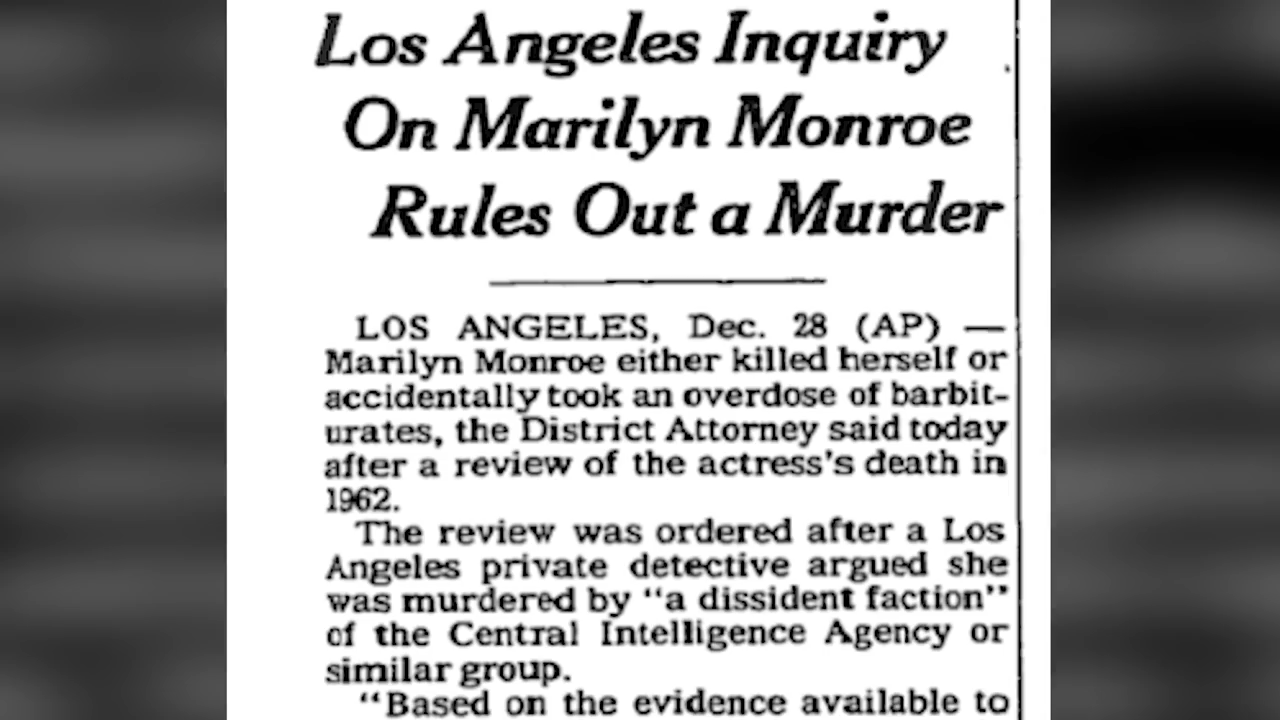 Los Angeles Inquiry
On Marilyn Monroe
Rules Out a Murder
LOS ANGELES, Dec. 28 (AP) —
Marilyn Monroe either killed herself or
accidentally took an overdose of barbit-
urates, the District Attorney said today
after a review of the actress's death in
1962.
The review was ordered after a Los
Angeles private detective argued she
was murdered by “a dissident faction”
of the Central Intelligence Agency or
similar group.
“Based on the evidence available to